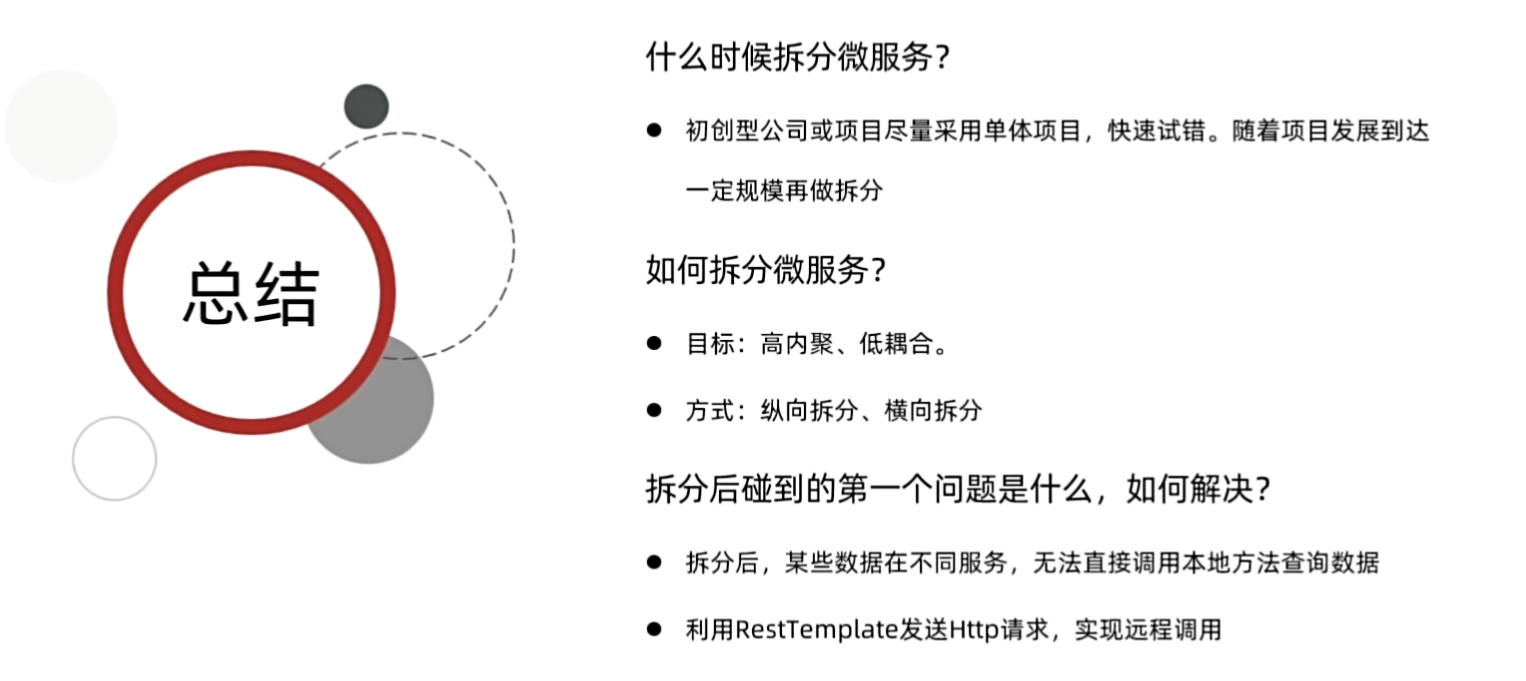 总结
什么时候拆分微服务？
● 初创型公司或项目尽量采用单体项目，快速试错。随着项目发展到达
一定规模再做拆分
如何拆分微服务？
● 目标：高内聚、低耦合。
● 方式：纵向拆分、横向拆分
拆分后碰到的第一个问题是什么，如何解决？
● 拆分后，某些数据在不同服务，无法直接调用本地方法查询数据
● 利用RestTemplate发送Http请求，实现远程调用